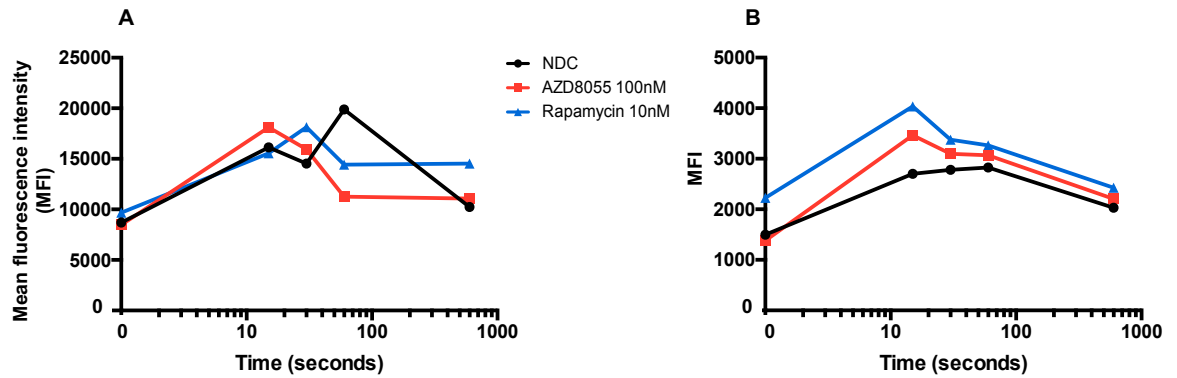 A
Mean fluorescence intensity
(MFI)
25000
20000
15000
10000
5000
0
0
10
100
1000
Time (seconds)
NDC
AZD8055 100nM
Rapamycin 10nM
B
MFI
5000
4000
3000
2000
1000
0
0
10
100
1000
Time (seconds)